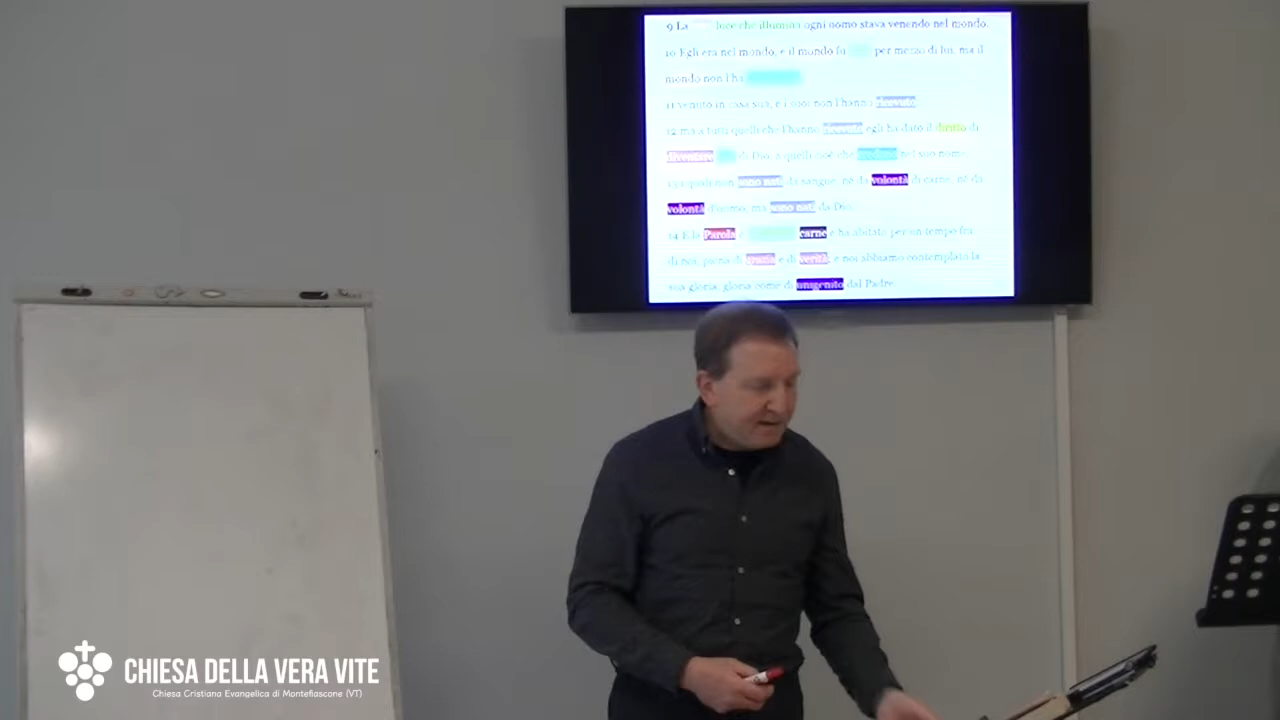 9 La luce che illumina ogni uomo stava venendo nel mondo.
10 Egli era nel mondo, e il mondo fu per mezzo di lui, ma il
mondo non l'ha
11 È venuto in casa sua, e i suoi non l'hanno
12 ma a tutti quelli che l'hanno egli ha dato il diritto di
di Dio, a quelli cioè che nel suo nome
13 i quali non sono nati da sangue, né da volontà di carne, né da
volontà d'uomo, ma sono nati da Dio.
14 E la Parola è carne e ha abitato per un tempo fra
di noi, piena di grazia e di verità, e noi abbiamo contemplato la
sua gloria, gloria come di unigenito dal Padre
CHIESA DELLA VERA VITE
Chiesa Cristiana Evangelica di Montefiascone (VT)